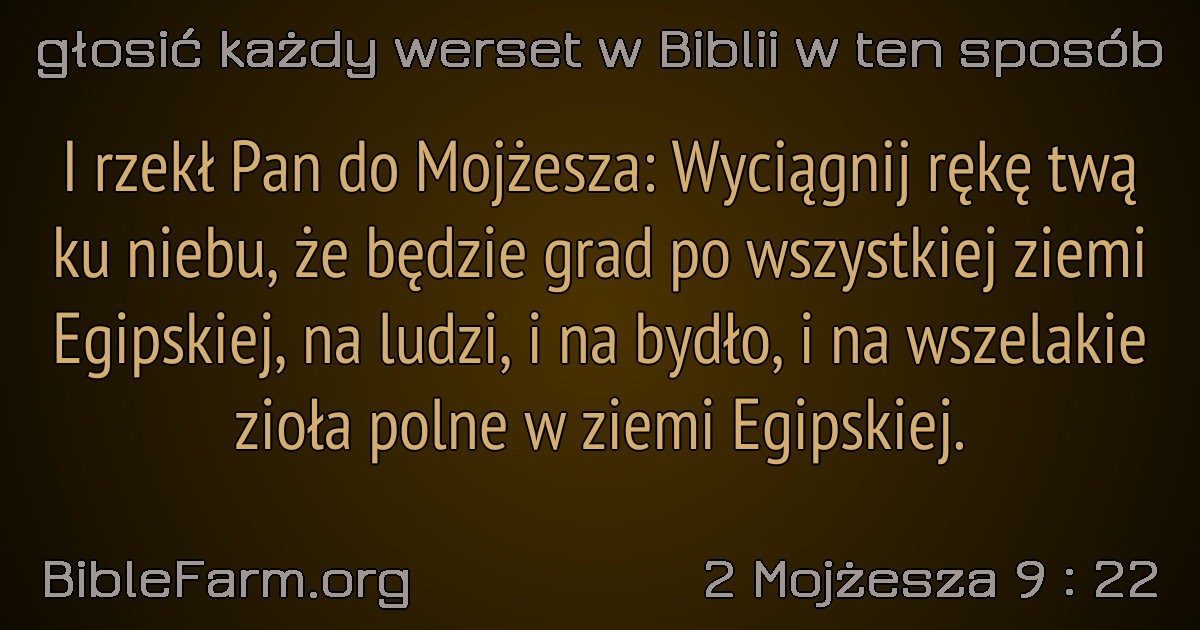 głosić każdy werset w Biblii w ten sposób
I rzekł Pan do Mojżesza: Wyciągnij rękę twą
ku niebu, że będzie grad po wszystkiej ziemi
Egipskiej, na ludzi, i na bydło, i na wszelakie
zioła polne w ziemi Egipskiej.
BibleFarm.org
2 Mojżesza 9 : 22